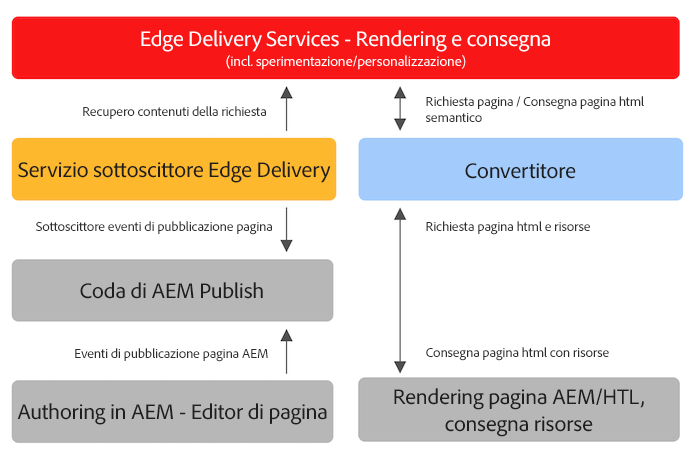 Edge Delivery Services - Rendering e consegna
(incl. sperimentazione/personalizzazione)
Recupero contenuti della richiesta
Richiesta pagina / Consegna pagina html
semantico
Servizio sottoscittore Edge Delivery
Convertitore
Sottoscittore eventi di pubblicazione pagina
Richiesta pagina html e risorse
Coda di AEM Publish
Eventi di pubblicazione pagina AEM
Consegna pagina html con risorse
Authoring in AEM - Editor di pagina
Rendering pagina AEM/HTL,
consegna risorse